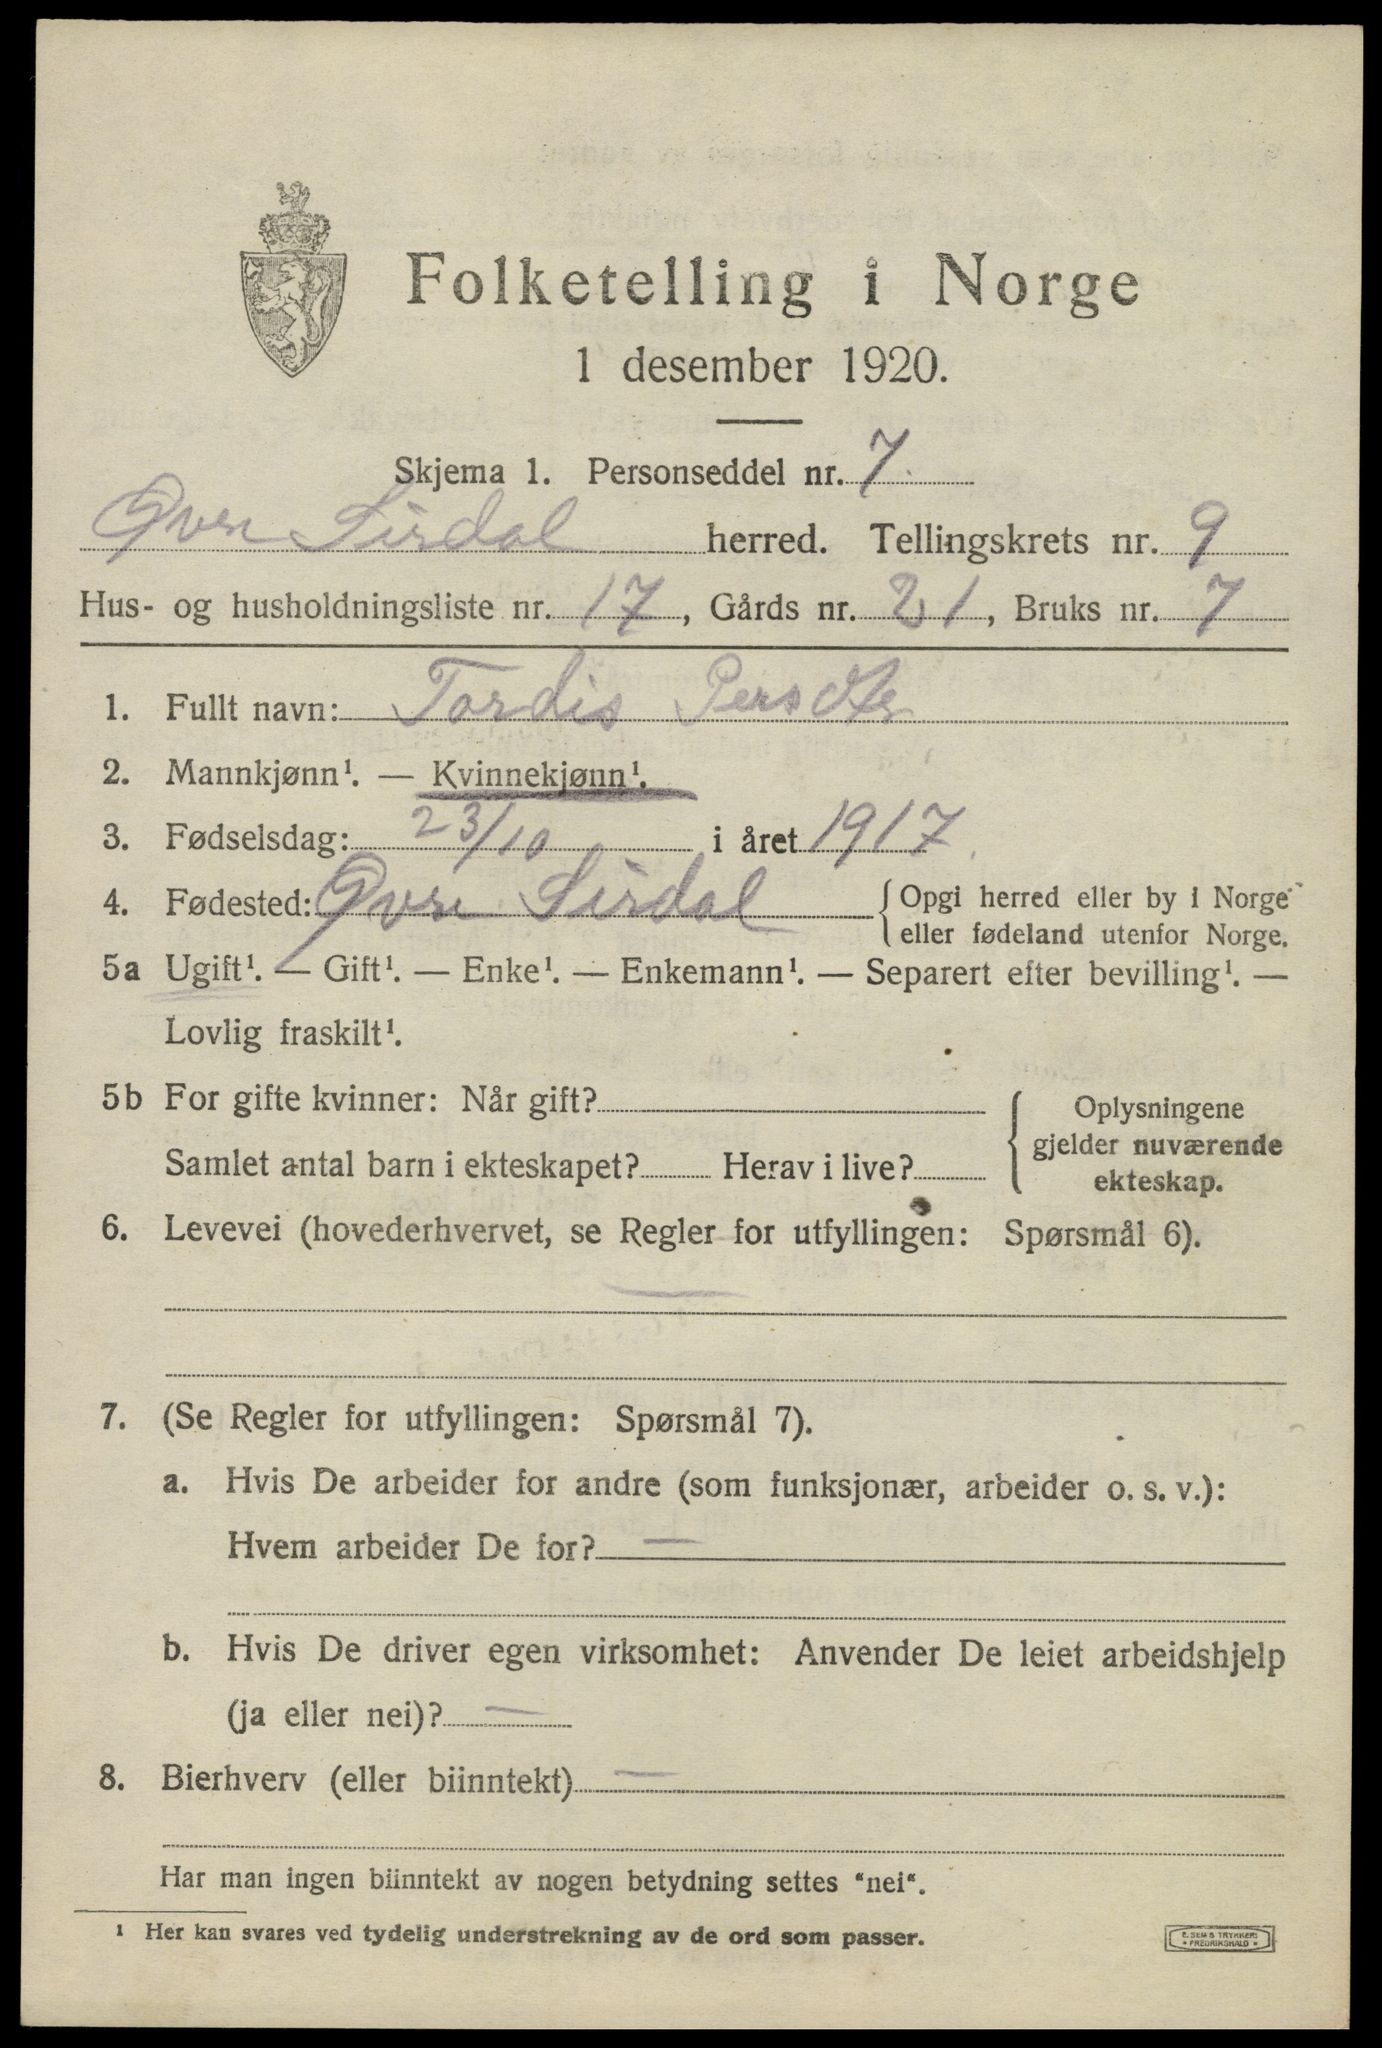 Folketelling i Norge
1 desember 1920.
Skjema 1. Personseddel nr. 7.
Øvre Sirdal herred. Tellingskrets nr. 9
Hus- og husholdningsliste nr. 17, Gårds nr. 21, Bruks nr. 7
1. Fullt navn: Tordis Persdtr
2. Mannkjønn¹. — Kvinnekjønn¹.
3. Fødselsdag: 23/10 i året 1917.
4. Fødested: Øvre Sirdal { Opgi herred eller by i Norge
eller fødeland utenfor Norge.
5a Ugift¹. — Gift¹. — Enke¹. — Enkemann¹. — Separert efter bevilling¹. —
Lovlig fraskilt¹.
5b For gifte kvinner: Når gift?
Samlet antal barn i ekteskapet? Herav i live?
{ Oplysningene
gjelder nuværende
ekteskap.
6. Levevei (hovederhvervet, se Regler for utfyllingen: Spørsmål 6).
—
7. (Se Regler for utfyllingen: Spørsmål 7).
a. Hvis De arbeider for andre (som funksjonær, arbeider o. s. v.):
Hvem arbeider De for? —
b. Hvis De driver egen virksomhet: Anvender De leiet arbeidshjelp
(ja eller nei)? —
8. Bierhverv (eller biinntekt) —
Har man ingen biinntekt av nogen betydning settes "nei".
¹ Her kan svares ved tydelig understrekning av de ord som passer.
E. SEM'S TRYKKERI
• FREDRIKSHALD •